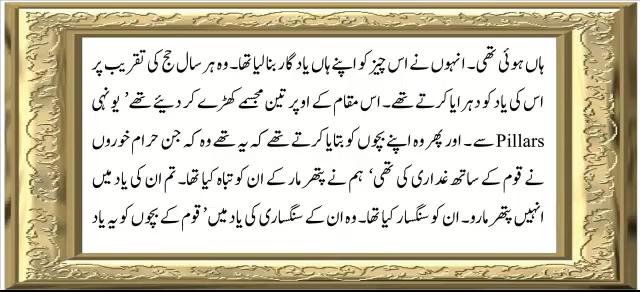 ہاں ہوئی تھی۔ انہوں نے اس چیز کو اپنے ہاں یادگار بنا لیا تھا۔ وہ ہر سال حج کی تقریب پر
اس کی یاد کو دہرایا کرتے تھے۔ اس مقام کے اوپر تین مجسمے کھڑے کر دیئے تھے’ یونہی
Pillars سے۔ اور پھر وہ اپنے بچوں کو بتایا کرتے تھے کہ یہ تھے وہ کہ جن حرام خوروں
نے قوم کے ساتھ غداری کی تھی‘ ہم نے پتھر مار کے ان کو تباہ کیا تھا۔ تم ان کی یاد میں
انہیں پتھر مارو۔ ان کو سنگسار کیا تھا۔ وہ ان کے سنگساری کی یاد میں’ قوم کے بچوں کو یہ یاد